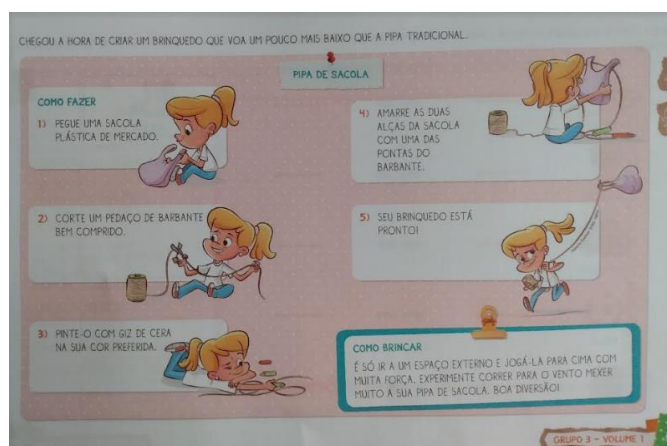 CHEGOU A HORA DE CRIAR UM BRINQUEDO QUE VOA UM POUCO MAIS BAIXO QUE A PIPA TRADICIONAL.
PIPA DE SACOLA
COMO FAZER
1) PEGUE UMA SACOLA
PLÁSTICA DE MERCADO.
2) CORTE UM PEDAÇO DE BARBANTE
BEM COMPRIDO.
3) PINTE-O COM GIZ DE CERA
NA SUA COR PREFERIDA.
4) AMARRE AS DUAS
ALÇAS DA SACOLA
COM UMA DAS
PONTAS DO
BARBANTE.
5) SEU BRINQUEDO ESTÁ
PRONTO!
COMO BRINCAR
É SÓ IR A UM ESPAÇO EXTERNO E JOGÁ-LA PARA CIMA COM
MUITA FORÇA. EXPERIMENTE CORRER PARA O VENTO MEXER
MUITO A SUA PIPA DE SACOLA. BOA DIVERSÃO!
GRUPO 3 – VOLUME 1